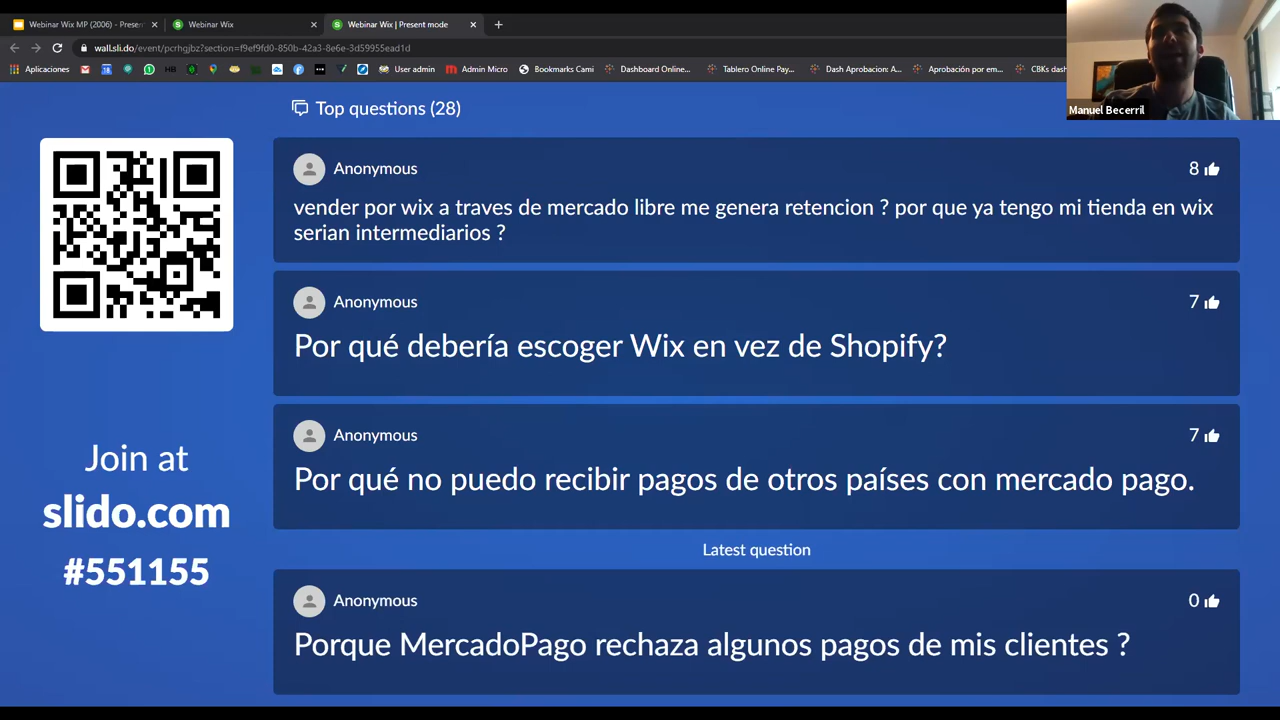 Webinar Wix MP (2006) - Presen
Webinar Wix
Webinar Wix | Present mode
wall.sli.do/event/pcrhgjbz?section=f9ef9fd0-850b-42a3-8e6e-3d59955ead1d
Aplicaciones
18
HB
User admin
Admin Micro
Bookmarks Cami
Dashboard Online...
Tablero Online Pay...
Dash Aprobacion: A...
Aprobación por em...
CBKs dash
Manuel Becerril
Top questions (28)
Anonymous
8
vender por wix a traves de mercado libre me genera retencion ? por que ya tengo mi tienda en wix
serian intermediarios ?
Anonymous
7
Por qué debería escoger Wix en vez de Shopify?
Anonymous
7
Por qué no puedo recibir pagos de otros países con mercado pago.
Join at
slido.com
#551155
Latest question
Anonymous
0
Porque MercadoPago rechaza algunos pagos de mis clientes ?